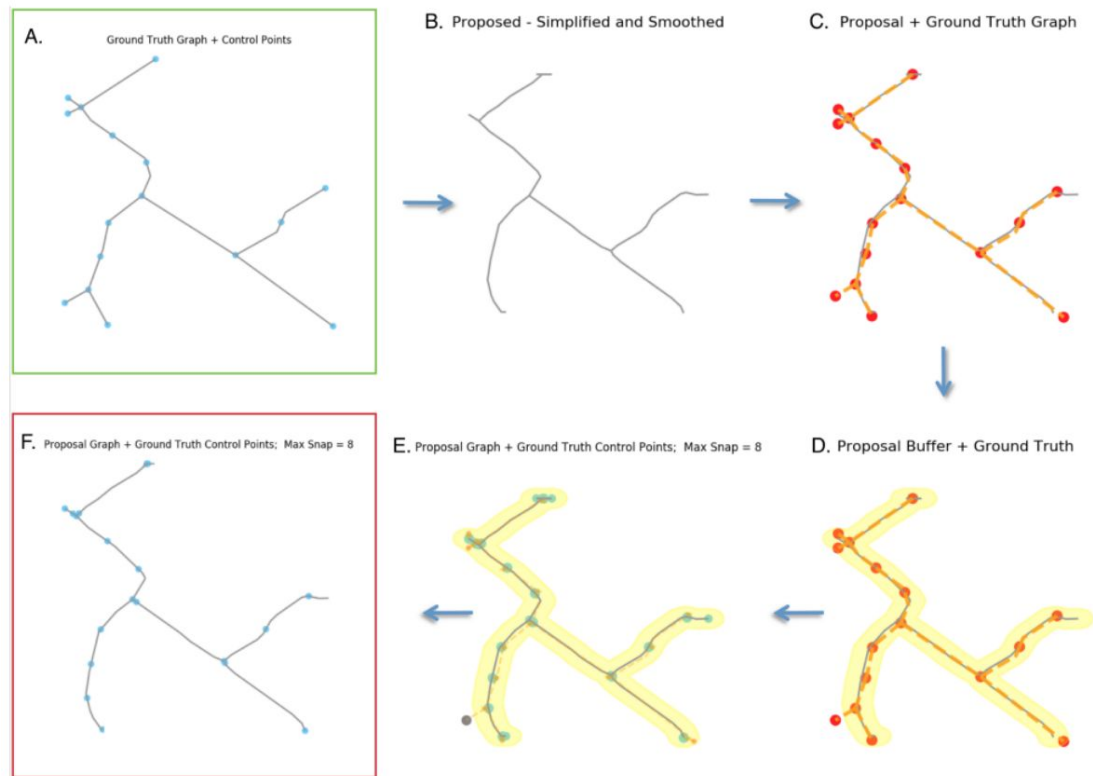 A.
Ground Truth Graph + Control Points
B. Proposed - Simplified and Smoothed
C. Proposal + Ground Truth Graph
F. Proposal Graph + Ground Truth Control Points; Max Snap = 8
E. Proposal Graph + Ground Truth Control Points; Max Snap = 8
D. Proposal Buffer + Ground Truth